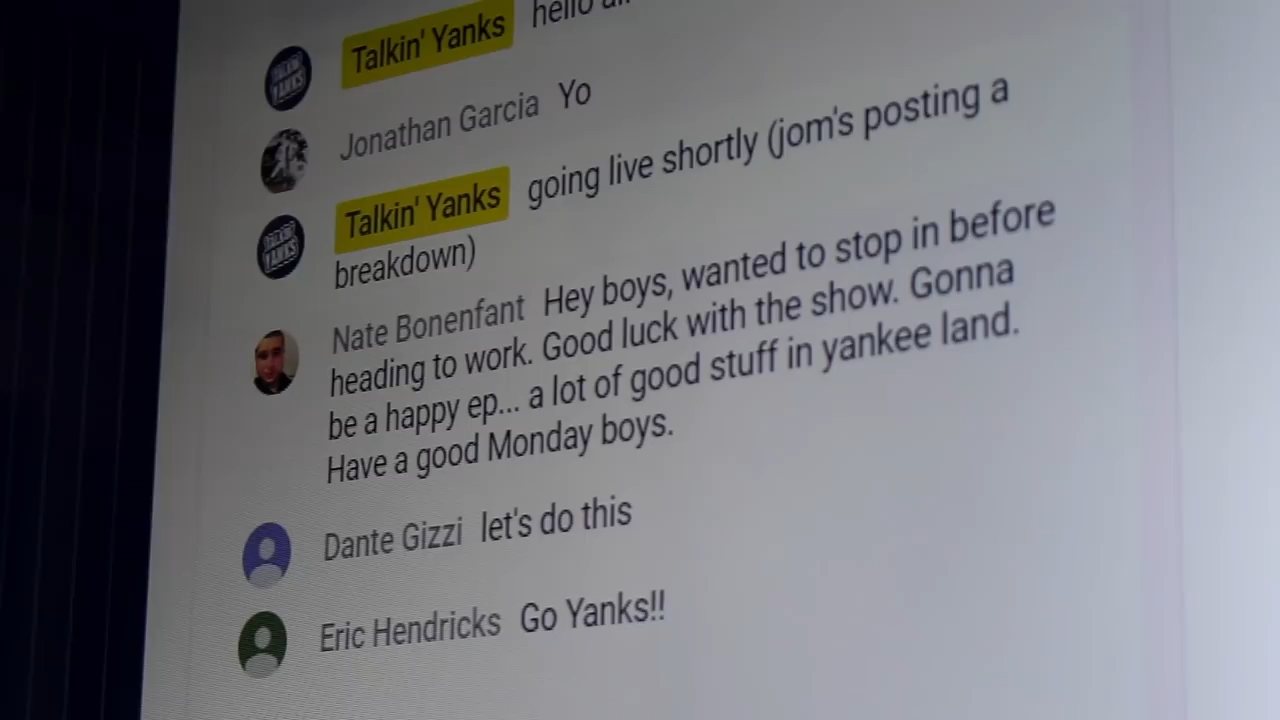 Talkin' Yanks hello
Jonathan Garcia Yo
Talkin' Yanks going live shortly (jom's posting a
breakdown)
Nate Bonenfant Hey boys, wanted to stop in before
heading to work. Good luck with the show. Gonna
be a happy ep... a lot of good stuff in yankee land.
Have a good Monday boys.
Dante Gizzi let's do this
Eric Hendricks Go Yanks!!